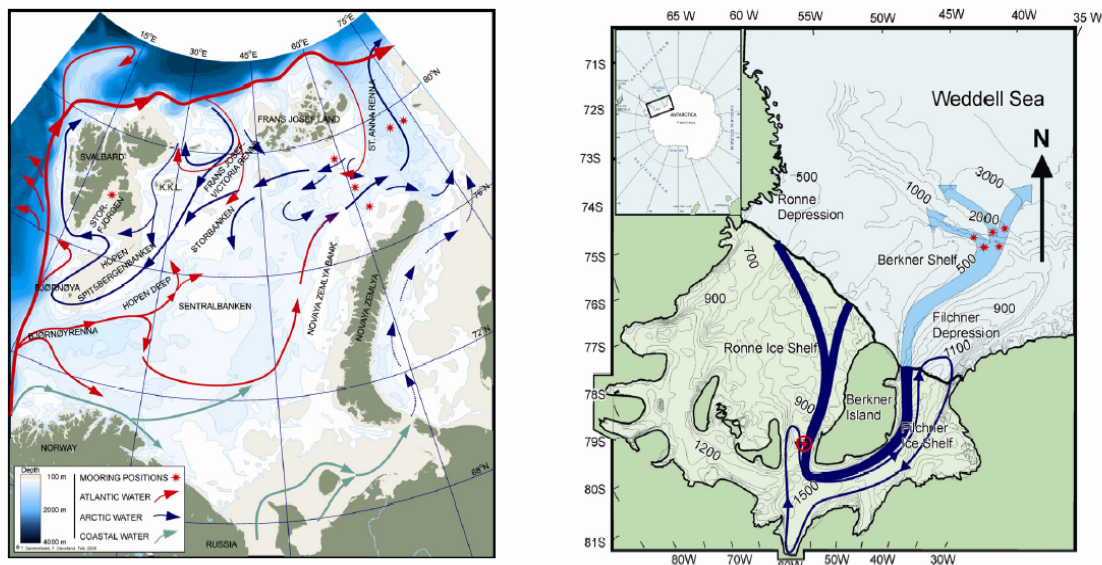 15°E
30°E
45°E
60°E
75°E
80°N
76°N
72°N
68°N
SVALBARD
STOR-
FJORDEN
K.K.L.
FRANS JOSEF LAND
FRANS JOSEF-
VICTORIA RENNA
ST. ANNA RENNA
STORBANKEN
HOPEN
SPITSBERGENBANKEN
BJØRNØYA
HOPEN DEEP
BJØRNØYRENNA
SENTRALBANKEN
NOVAYA ZEMLYA BANK
NOVAYA ZEMLYA
NORWAY
RUSSIA
Depth
100 m
2000 m
4000 m
MOORING POSITIONS
ATLANTIC WATER
ARCTIC WATER
COASTAL WATER
80W
70W
60 W
55W
50W
45W
40W
35 W
71S
72S
73S
74S
75S
76S
77S
78S
79S
80S
81S
ANTARCTICA
Weddell Sea
N
500
Ronne
Depression
1000
3000
2000
Berkner Shelf
500
700
900
900
Filchner
Depression
1100
Ronne Ice Shelf
900
Berkner
Island
Filchner
Ice Shelf
1200
1500
80W
70W
60W
50W
40W
30W